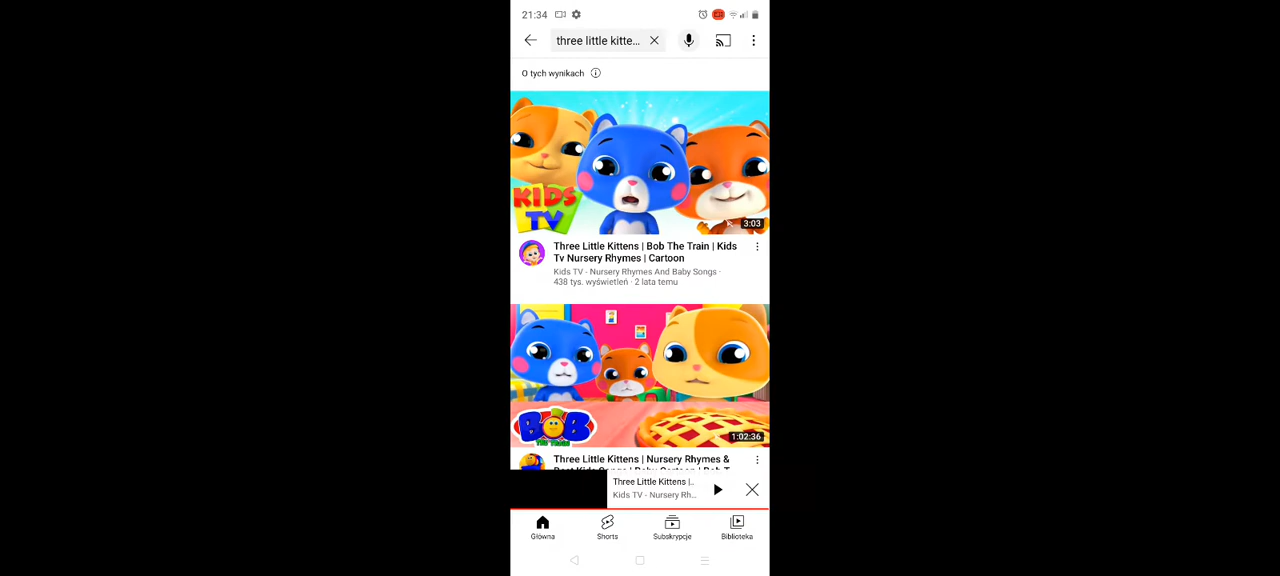 21:34
three little kitte...
O tych wynikach
KIDS
TV
3:03
Three Little Kittens | Bob The Train | Kids
Tv Nursery Rhymes | Cartoon
Kids TV - Nursery Rhymes And Baby Songs ·
438 tys. wyświetleń · 2 lata temu
BOB
THE TRAIN
1:02:36
Three Little Kittens | Nursery Rhymes &
Three Little Kittens |..
Kids TV - Nursery Rh...
Główna
Shorts
Subskrypcje
Biblioteka